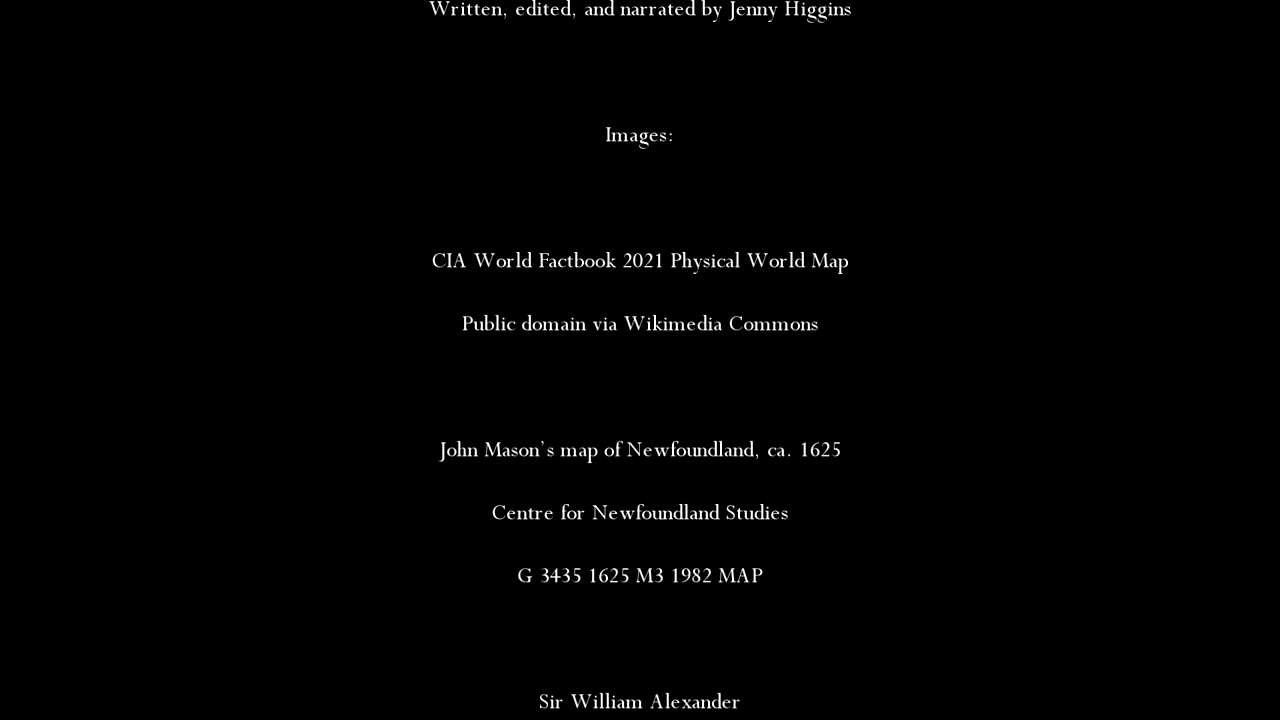 Written, edited, and narrated by Jenny Higgins
Images:
CIA World Factbook 2021 Physical World Map
Public domain via Wikimedia Commons
John Mason's map of Newfoundland, ca. 1625
Centre for Newfoundland Studies
G 3435 1625 M3 1982 MAP
Sir William Alexander